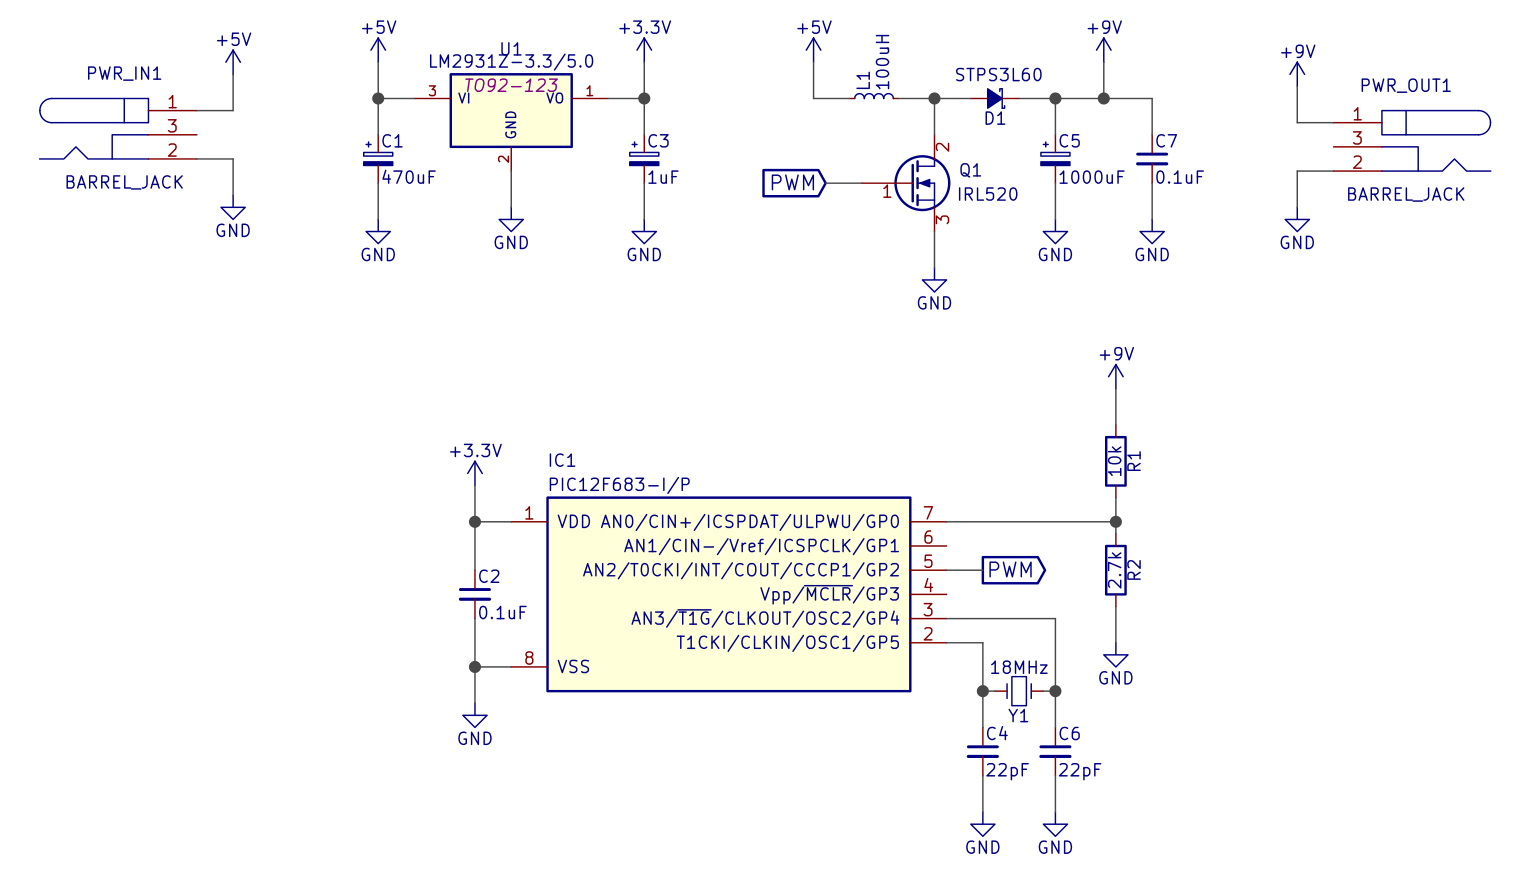 +5V
PWR_IN1
1
3
2
BARREL_JACK
GND
+5V
+3.3V
U1
LM2931Z-3.3/5.0
TO92-123
3
VI
VO
1
GND
2
C1
470uF
C3
1uF
GND
GND
GND
+5V
L1
100uH
STPS3L60
D1
+9V
2
Q1
IRL520
PWM
1
3
C5
1000uF
C7
0.1uF
GND
GND
GND
+9V
PWR_OUT1
1
3
2
BARREL_JACK
GND
+9V
10k
R1
2.7k
R2
GND
+3.3V
IC1
PIC12F683-I/P
1
VDD
AN0/CIN+/ICSPDAT/ULPWU/GP0
7
AN1/CIN-/Vref/ICSPCLK/GP1
6
AN2/T0CKI/INT/COUT/CCCP1/GP2
5
PWM
Vpp/MCLR/GP3
4
AN3/T1G/CLKOUT/OSC2/GP4
3
T1CKI/CLKIN/OSC1/GP5
2
C2
0.1uF
8
VSS
GND
18MHz
Y1
C4
22pF
C6
22pF
GND
GND